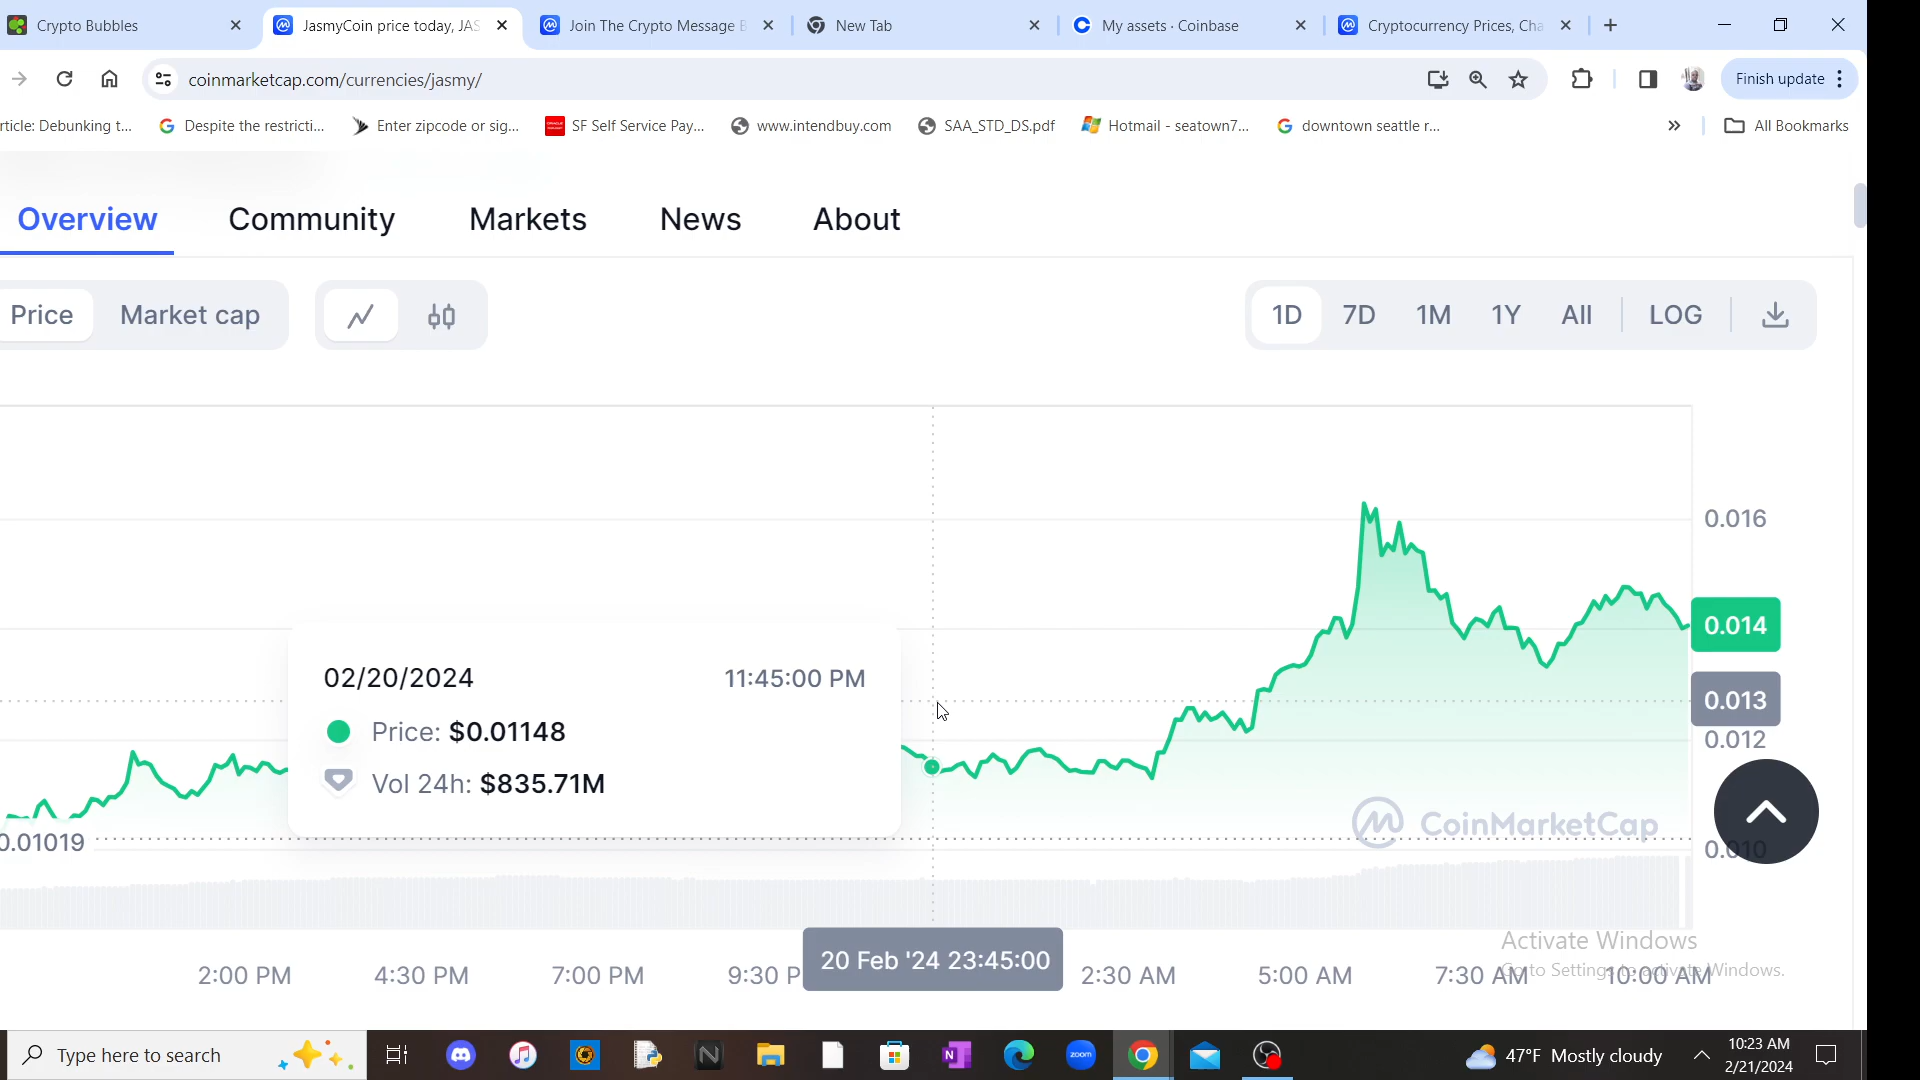 Crypto Bubbles
JasmyCoin price today, JAS
Join The Crypto Message B
New Tab
My assets · Coinbase
Cryptocurrency Prices, Cha
coinmarketcap.com/currencies/jasmy/
Finish update
rticle: Debunking t...
Despite the restricti...
Enter zipcode or sig...
SF Self Service Pay...
www.intendbuy.com
SAA_STD_DS.pdf
Hotmail - seatown7...
downtown seattle r...
All Bookmarks
Overview
Community
Markets
News
About
Price
Market cap
1D
7D
1M
1Y
All
LOG
0.016
0.014
0.013
0.012
0.010
02/20/2024
11:45:00 PM
Price: $0.01148
Vol 24h: $835.71M
0.01019
CoinMarketCap
2:00 PM
4:30 PM
7:00 PM
9:30 P
20 Feb '24 23:45:00
2:30 AM
5:00 AM
7:30 AM
10:00 AM
Activate Windows
Go to Settings to activate Windows.
Type here to search
zoom
47°F Mostly cloudy
10:23 AM
2/21/2024